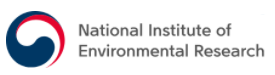 National Institute of
Environmental Research